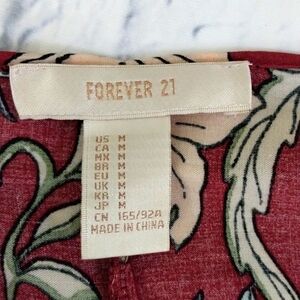 FOREVER 21
US M
CA M
MX M
BR M
EU M
UK M
KR M
JP M
CN 165/92A
MADE IN CHINA